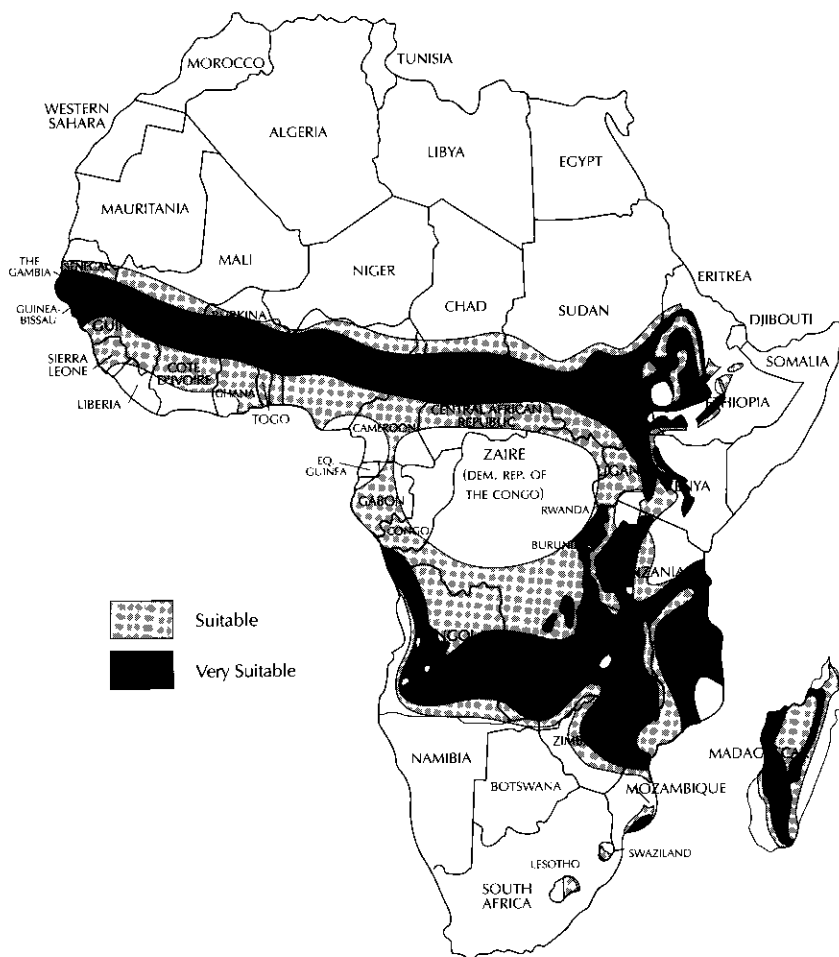 MOROCCO
TUNISIA
WESTERN
SAHARA
ALGERIA
LIBYA
EGYPT
MAURITANIA
MALI
NIGER
CHAD
SUDAN
ERITREA
DJIBOUTI
SOMALIA
THE
GAMBIA
SENEGAL
GUINEA-
BISSAU
GUI
SIERRA
LEONE
LIBERIA
COTE
D'IVOIRE
GHANA
TOGO
CENTRAL AFRICAN
REPUBLIC
CAMEROON
EQ.
GUINEA
GABON
CONGO
ZAIRE
(DEM. REP. OF
THE CONGO)
RWANDA
ETHIOPIA
Suitable
Very Suitable
NAMIBIA
BOTSWANA
MOZAMBIQUE
SWAZILAND
LESOTHO
SOUTH
AFRICA